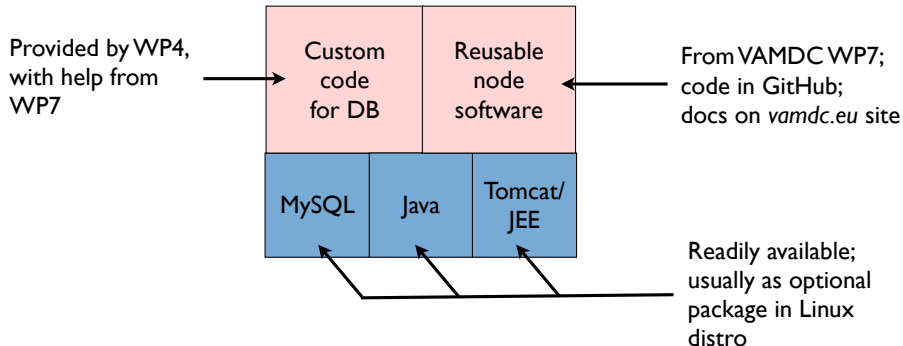 Provided by WP4,
with help from
WP7
Custom
code
for DB
Reusable
node
software
From VAMDC WP7;
code in GitHub;
docs on vamdc.eu site
MySQL
Java
Tomcat/
JEE
Readily available;
usually as optional
package in Linux
distro